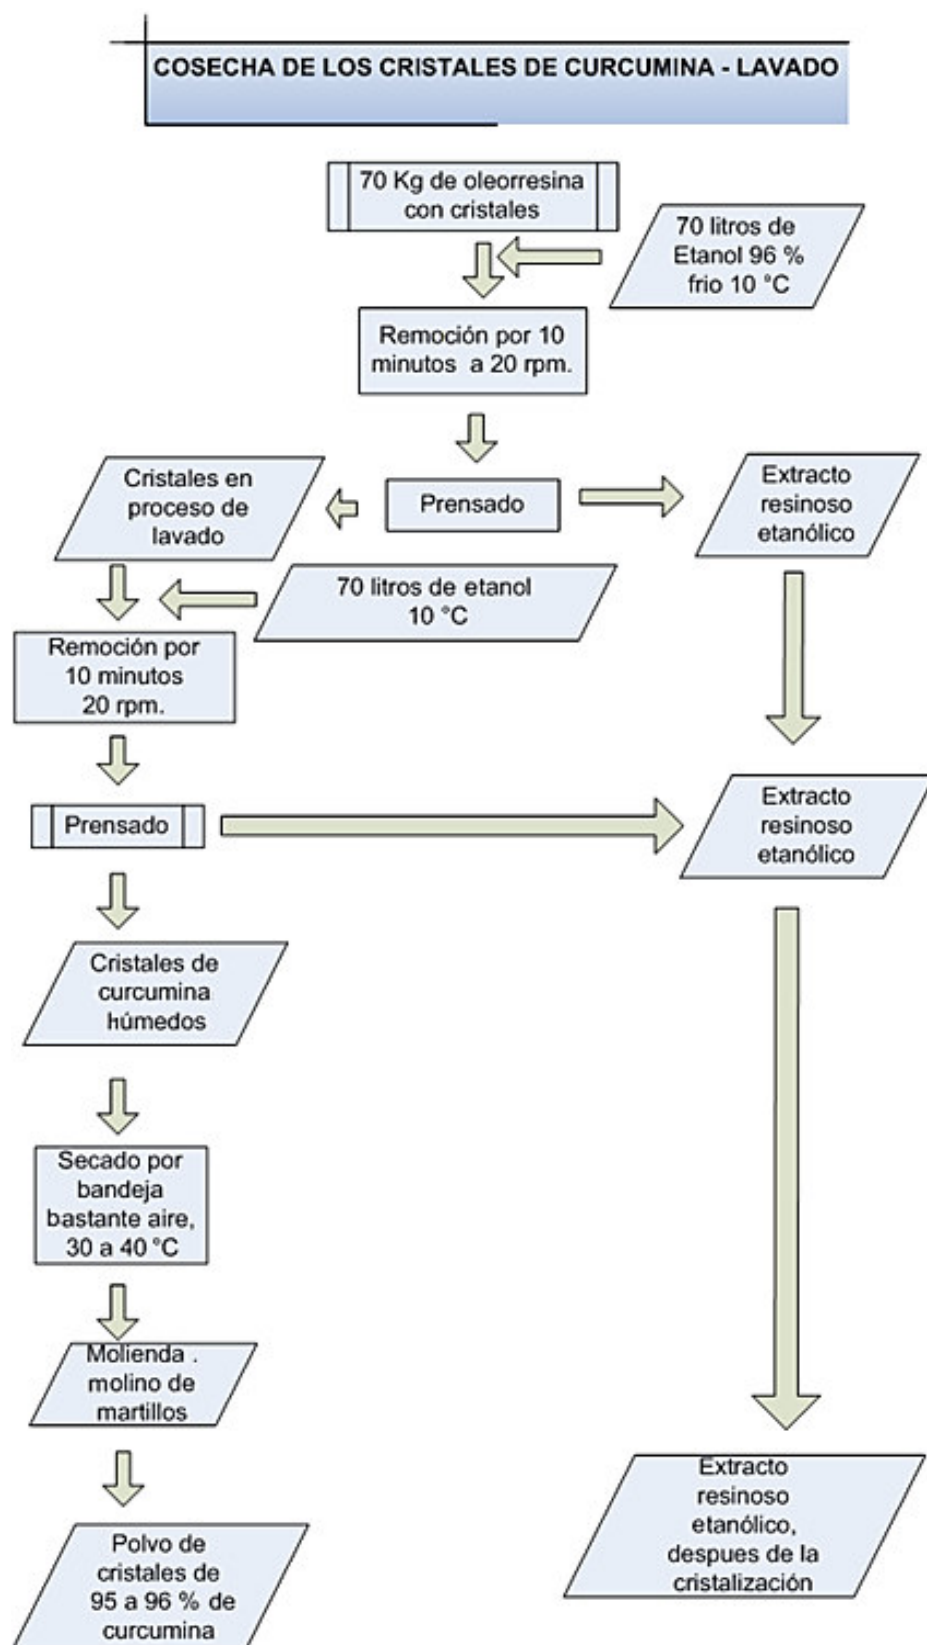 COSECHA DE LOS CRISTALES DE CURCUMINA - LAVADO
70 Kg de oleorresina
con cristales
70 litros de
Etanol 96 %
frio 10 °C
Remoción por 10
minutos a 20 rpm.
Cristales en
proceso de
lavado
Prensado
Extracto
resinoso
etanólico
70 litros de etanol
10 °C
Remoción por
10 minutos
20 rpm.
Prensado
Extracto
resinoso
etanólico
Cristales de
curcumina
húmedos
Secado por
bandeja
bastante aire,
30 a 40 °C
Molienda .
molino de
martillos
Extracto
resinoso
etanólico,
despues de la
cristalización
Polvo de
cristales de
95 a 96 % de
curcumina